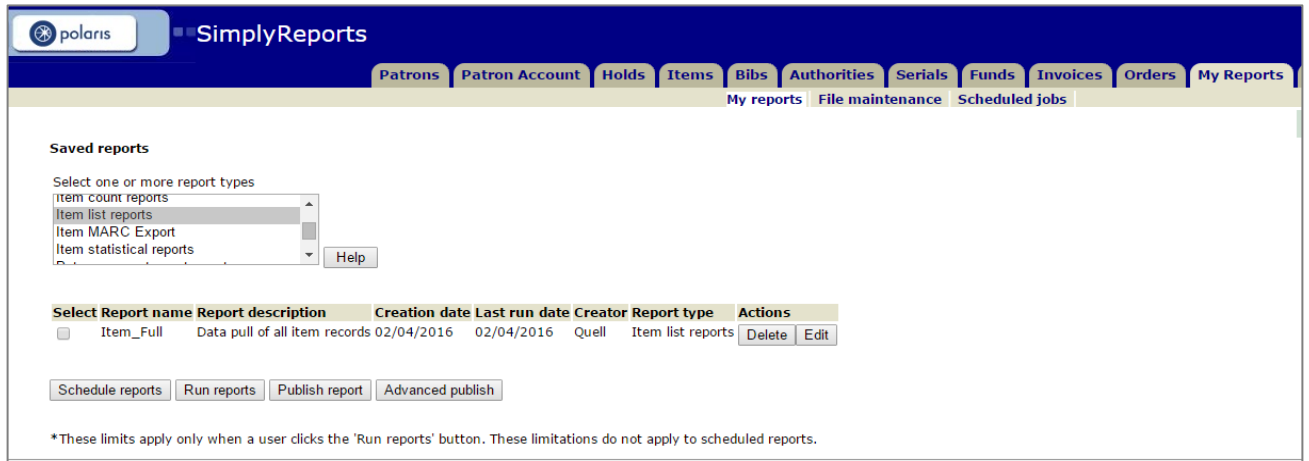 polaris
SimplyReports
Patrons Patron Account Holds Items Bibs Authorities Serials Funds Invoices Orders My Reports
My reports File maintenance Scheduled jobs
Saved reports
Select one or more report types
Item count reports
Item list reports
Item MARC Export
Item statistical reports
Help
Select Report name Report description Creation date Last run date Creator Report type Actions
Item_Full Data pull of all item records 02/04/2016 02/04/2016 Quell Item list reports Delete Edit
Schedule reports Run reports Publish report Advanced publish
*These limits apply only when a user clicks the 'Run reports' button. These limitations do not apply to scheduled reports.